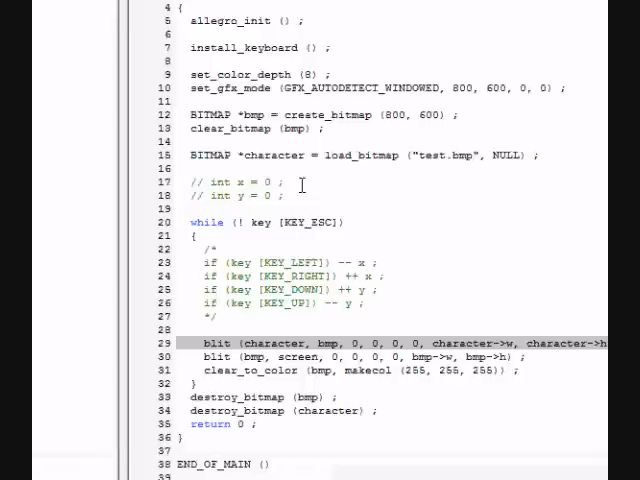 4 {
5 allegro_init () ;
6
7 install_keyboard () ;
8
9 set_color_depth (8) ;
10 set_gfx_mode (GFX_AUTODETECT_WINDOWED, 800, 600, 0, 0) ;
11
12 BITMAP *bmp = create_bitmap (800, 600) ;
13 clear_bitmap (bmp) ;
14
15 BITMAP *character = load_bitmap ("test.bmp", NULL) ;
16
17 // int x = 0 ;
18 // int y = 0 ;
19
20 while (! key [KEY_ESC])
21 {
22 /*
23 if (key [KEY_LEFT]) -- x ;
24 if (key [KEY_RIGHT]) ++ x ;
25 if (key [KEY_DOWN]) ++ y ;
26 if (key [KEY_UP]) -- y ;
27 */
28
29 blit (character, bmp, 0, 0, 0, 0, character->w, character->h
30 blit (bmp, screen, 0, 0, 0, 0, bmp->w, bmp->h) ;
31 clear_to_color (bmp, makecol (255, 255, 255)) ;
32 }
33 destroy_bitmap (bmp) ;
34 destroy_bitmap (character) ;
35 return 0 ;
36 }
37
38 END_OF_MAIN ()
39